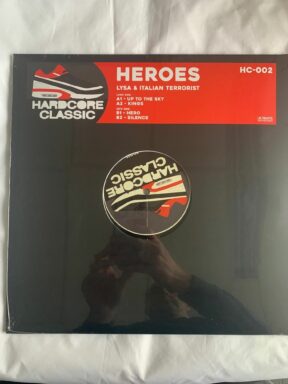 HEROES
HC-002
LYSA & ITALIAN TERRORIST
A1 - UP TO THE SKY
A2 - KINGS
B1 - HERO
B2 - SILENCE
HARDCORE
CLASSIC
HARDCORE
CLASSIC